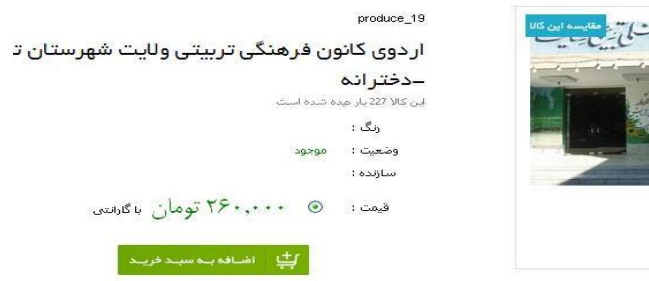 produce_19
مقایسه این کالا
اردوی کانون فرهنگی تربیتی ولایت شهرستان ت
-دخترانه
این کالا 227 بار دیده شده است
رنگ :
وضعیت : موجود
سازنده :
قیمت : ۲۶۰,۰۰۰ تومان با گارانتی
اضافه به سبد خرید